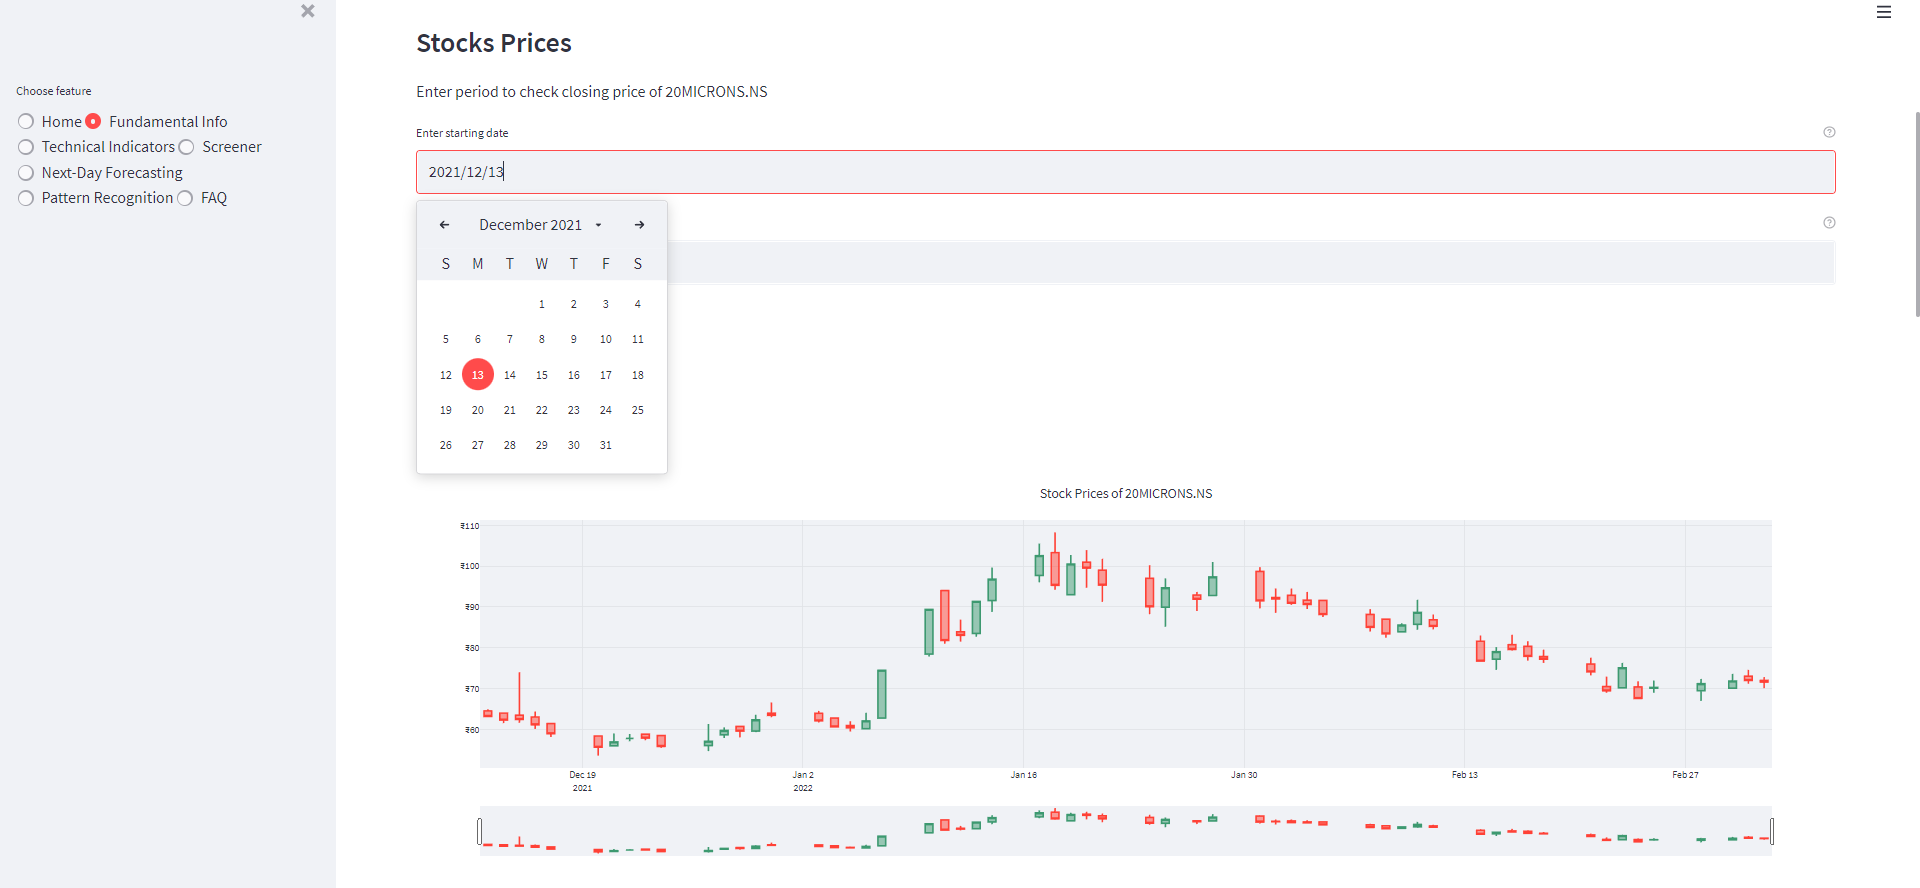 Stocks Prices
Choose feature
Enter period to check closing price of 20MICRONS.NS
Home Fundamental Info
Technical Indicators Screener
Next-Day Forecasting
Pattern Recognition FAQ
Enter starting date
2021/12/13
December 2021
S M T W T F S
1 2 3 4
5 6 7 8 9 10 11
12 13 14 15 16 17 18
19 20 21 22 23 24 25
26 27 28 29 30 31
Stock Prices of 20MICRONS.NS
₹110
₹100
₹90
₹80
₹70
₹60
Dec 19 Jan 2 Jan 16 Jan 30 Feb 13 Feb 27
2021 2022